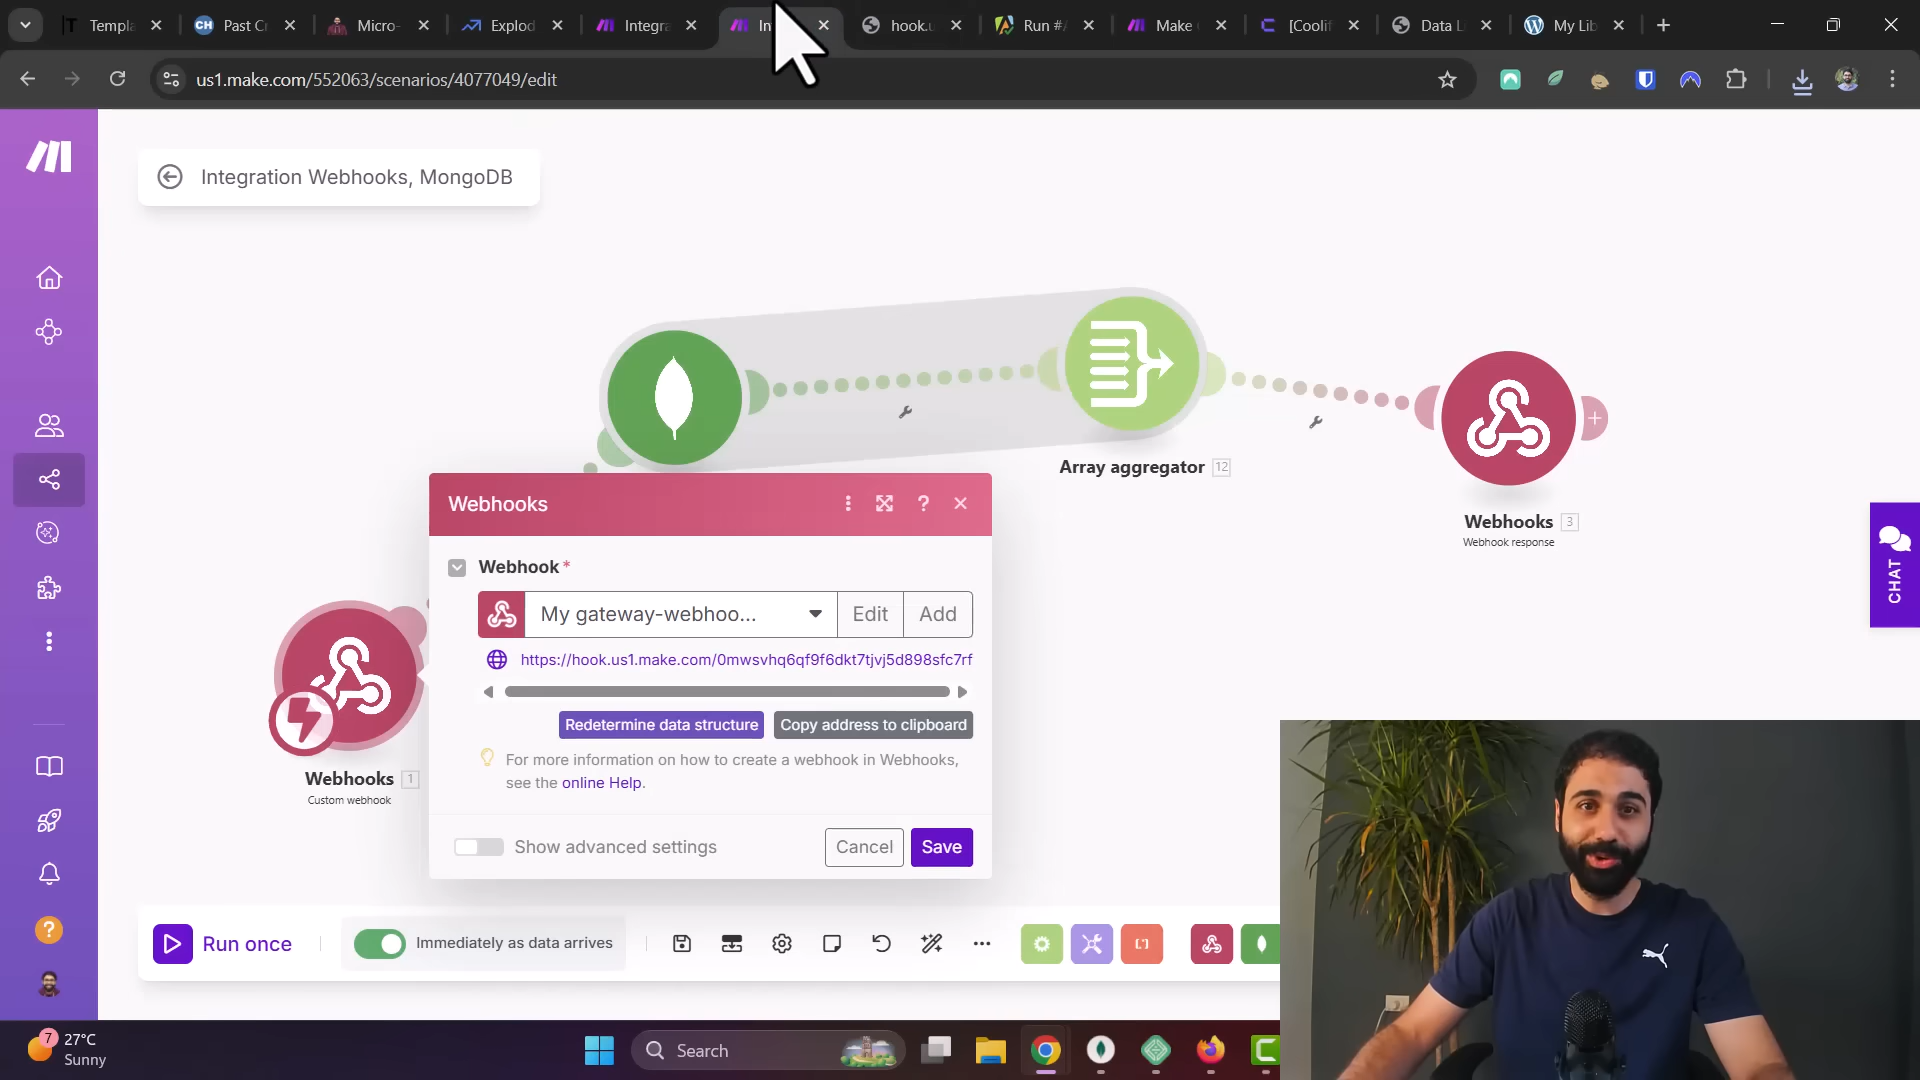 Templa
Past Cr
Micro-
Explod
Integra
In
hook.u
Run #
Make
[Coolif
Data L
My Lib
us1.make.com/552063/scenarios/4077049/edit
Integration Webhooks, MongoDB
Array aggregator 12
Webhooks 3
Webhook response
Webhooks
Webhook *
My gateway-webhoo...
Edit
Add
https://hook.us1.make.com/0mwsvhq6qf9f6dkt7tjvj5d898sfc7rf
Redetermine data structure
Copy address to clipboard
For more information on how to create a webhook in Webhooks,
see the online Help.
Show advanced settings
Cancel
Save
Webhooks 1
Custom webhook
CHAT
Run once
Immediately as data arrives
7
27°C
Sunny
Search